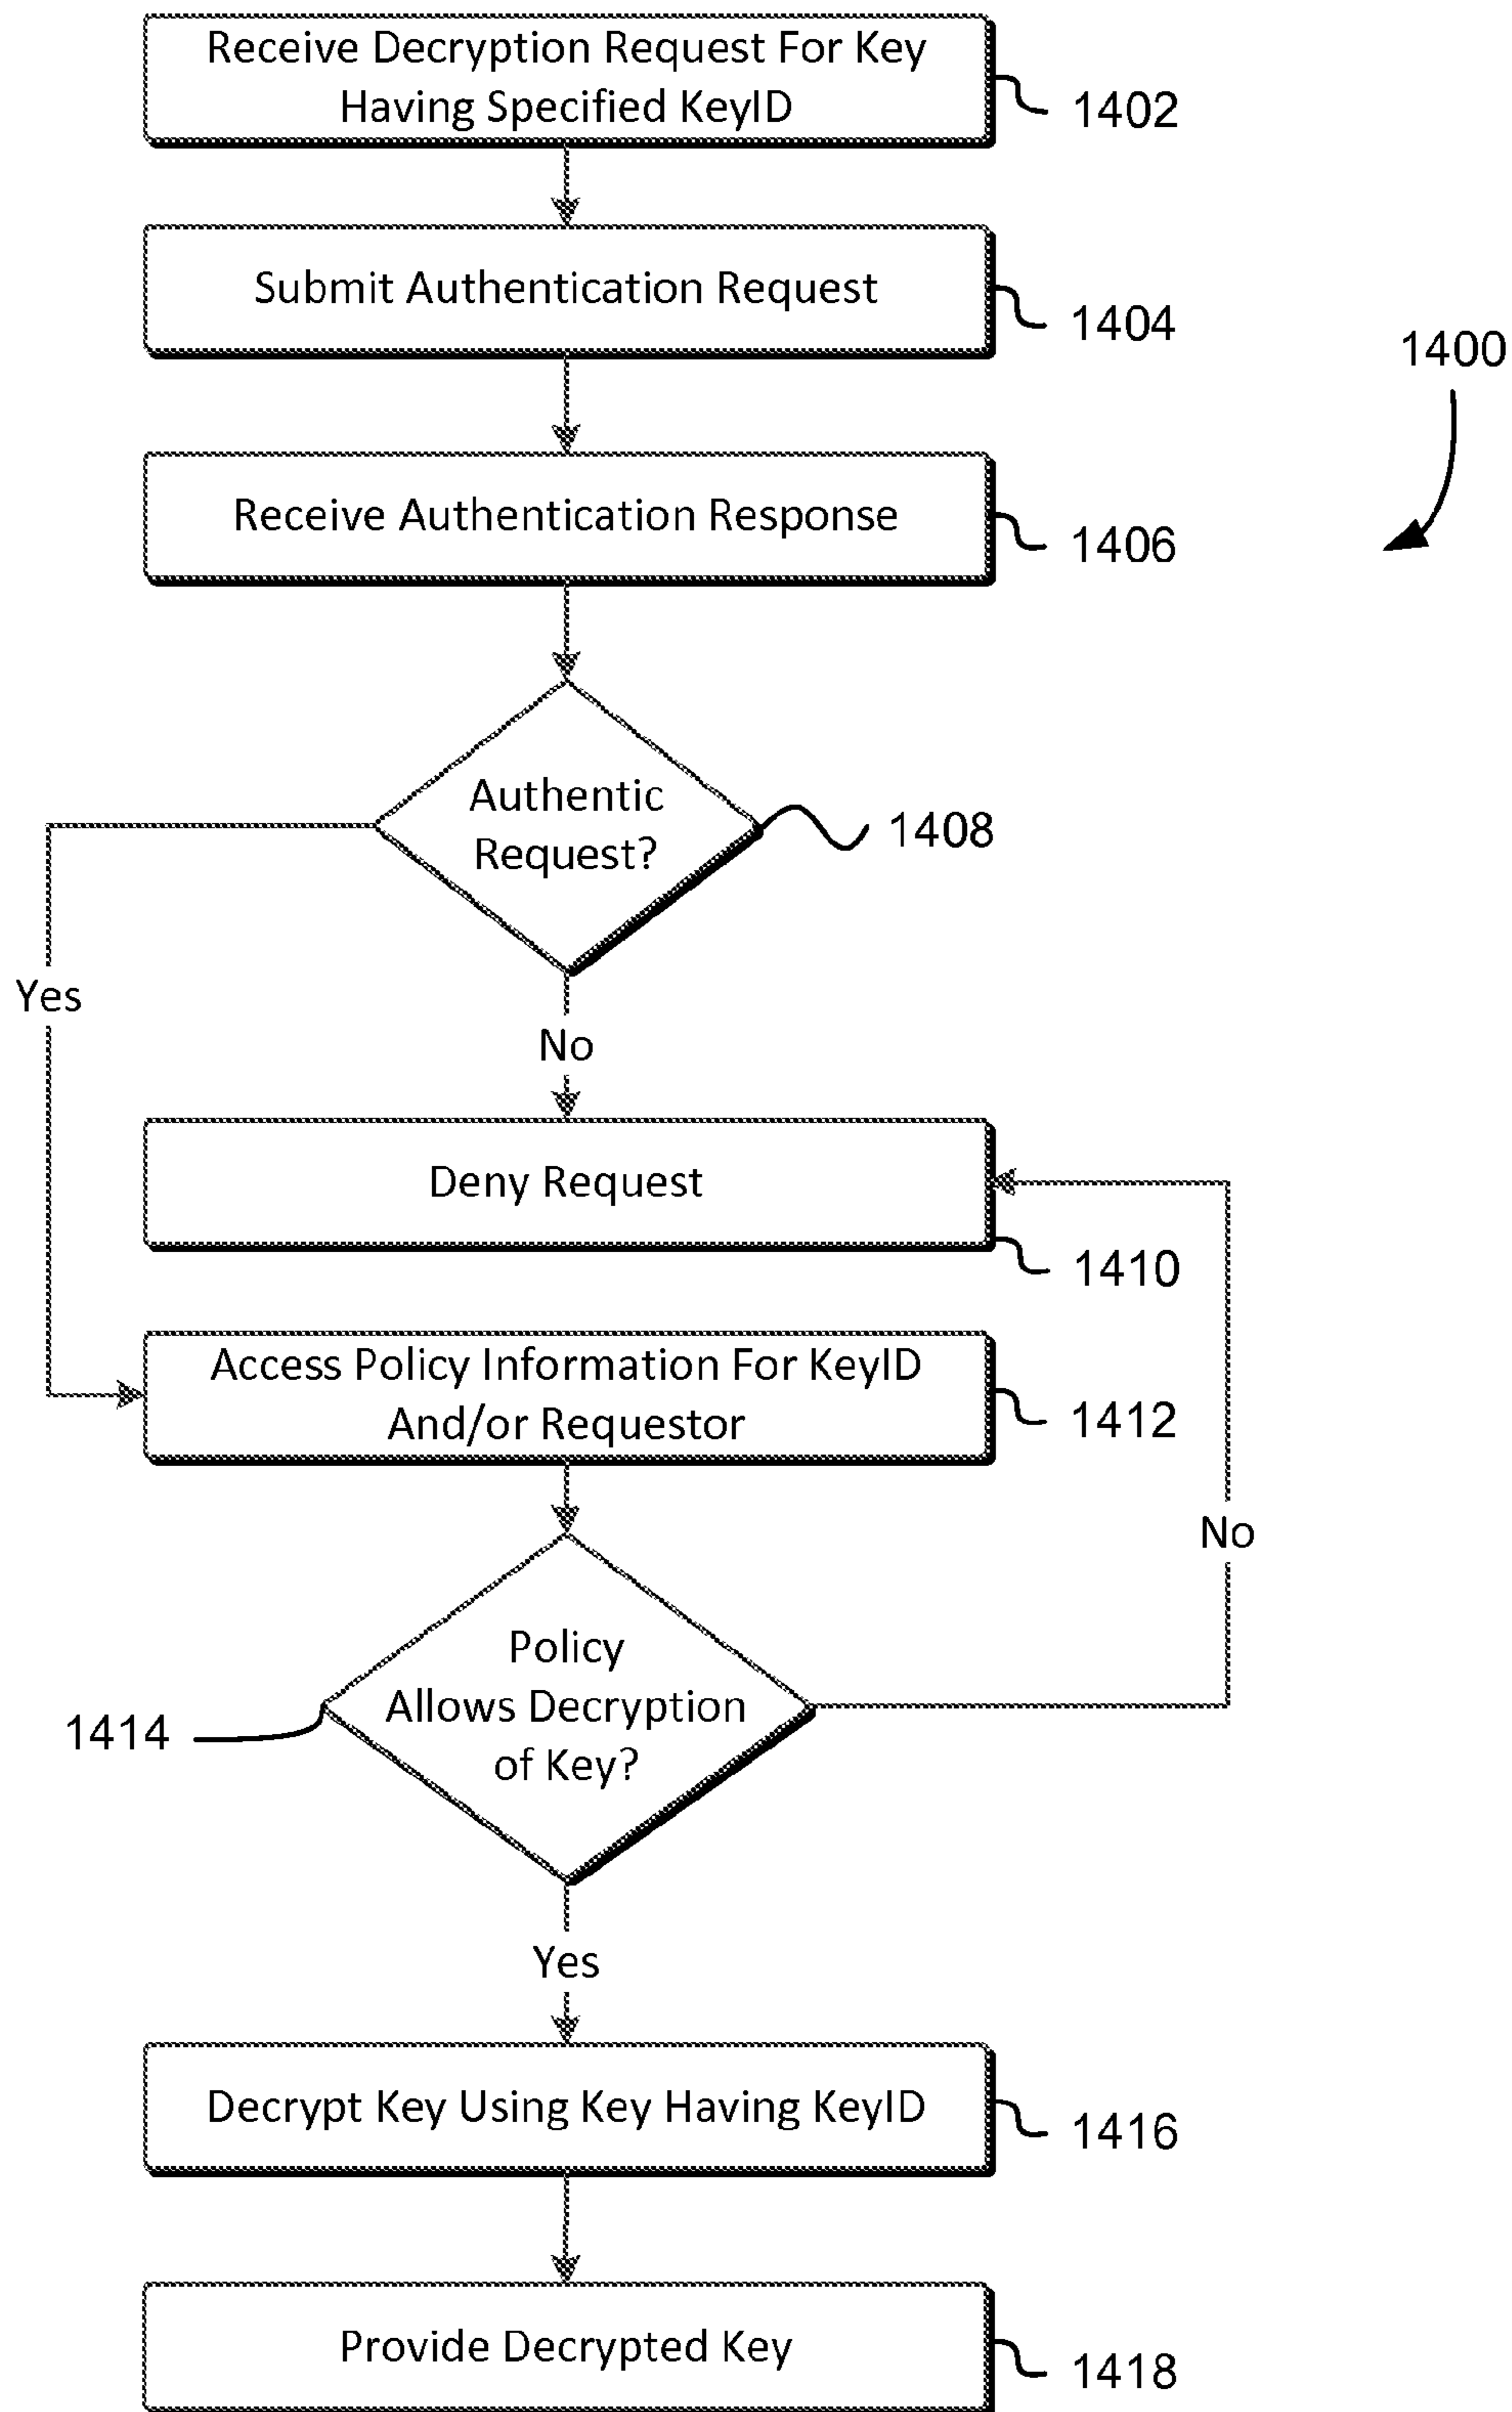 Receive Decryption Request For Key
Having Specified KeyID
1402
Submit Authentication Request
1404
1400
Receive Authentication Response
1406
Authentic
Request?
1408
Yes
No
Deny Request
1410
Access Policy Information For KeyID
And/or Requestor
1412
No
Policy
Allows Decryption
of Key?
1414
Yes
Decrypt Key Using Key Having KeyID
1416
Provide Decrypted Key
1418